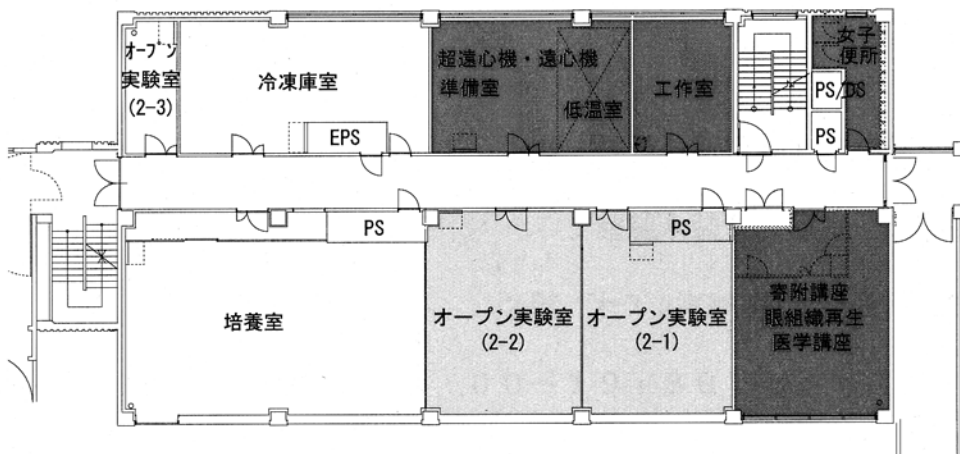 オープン
実験室
(2-3)
冷凍庫室
EPS
超遠心機・遠心機
準備室
低温室
工作室
女子
便所
PS/DS
PS
培養室
PS
オープン実験室
(2-2)
PS
オープン実験室
(2-1)
寄附講座
眼組織再生
医学講座